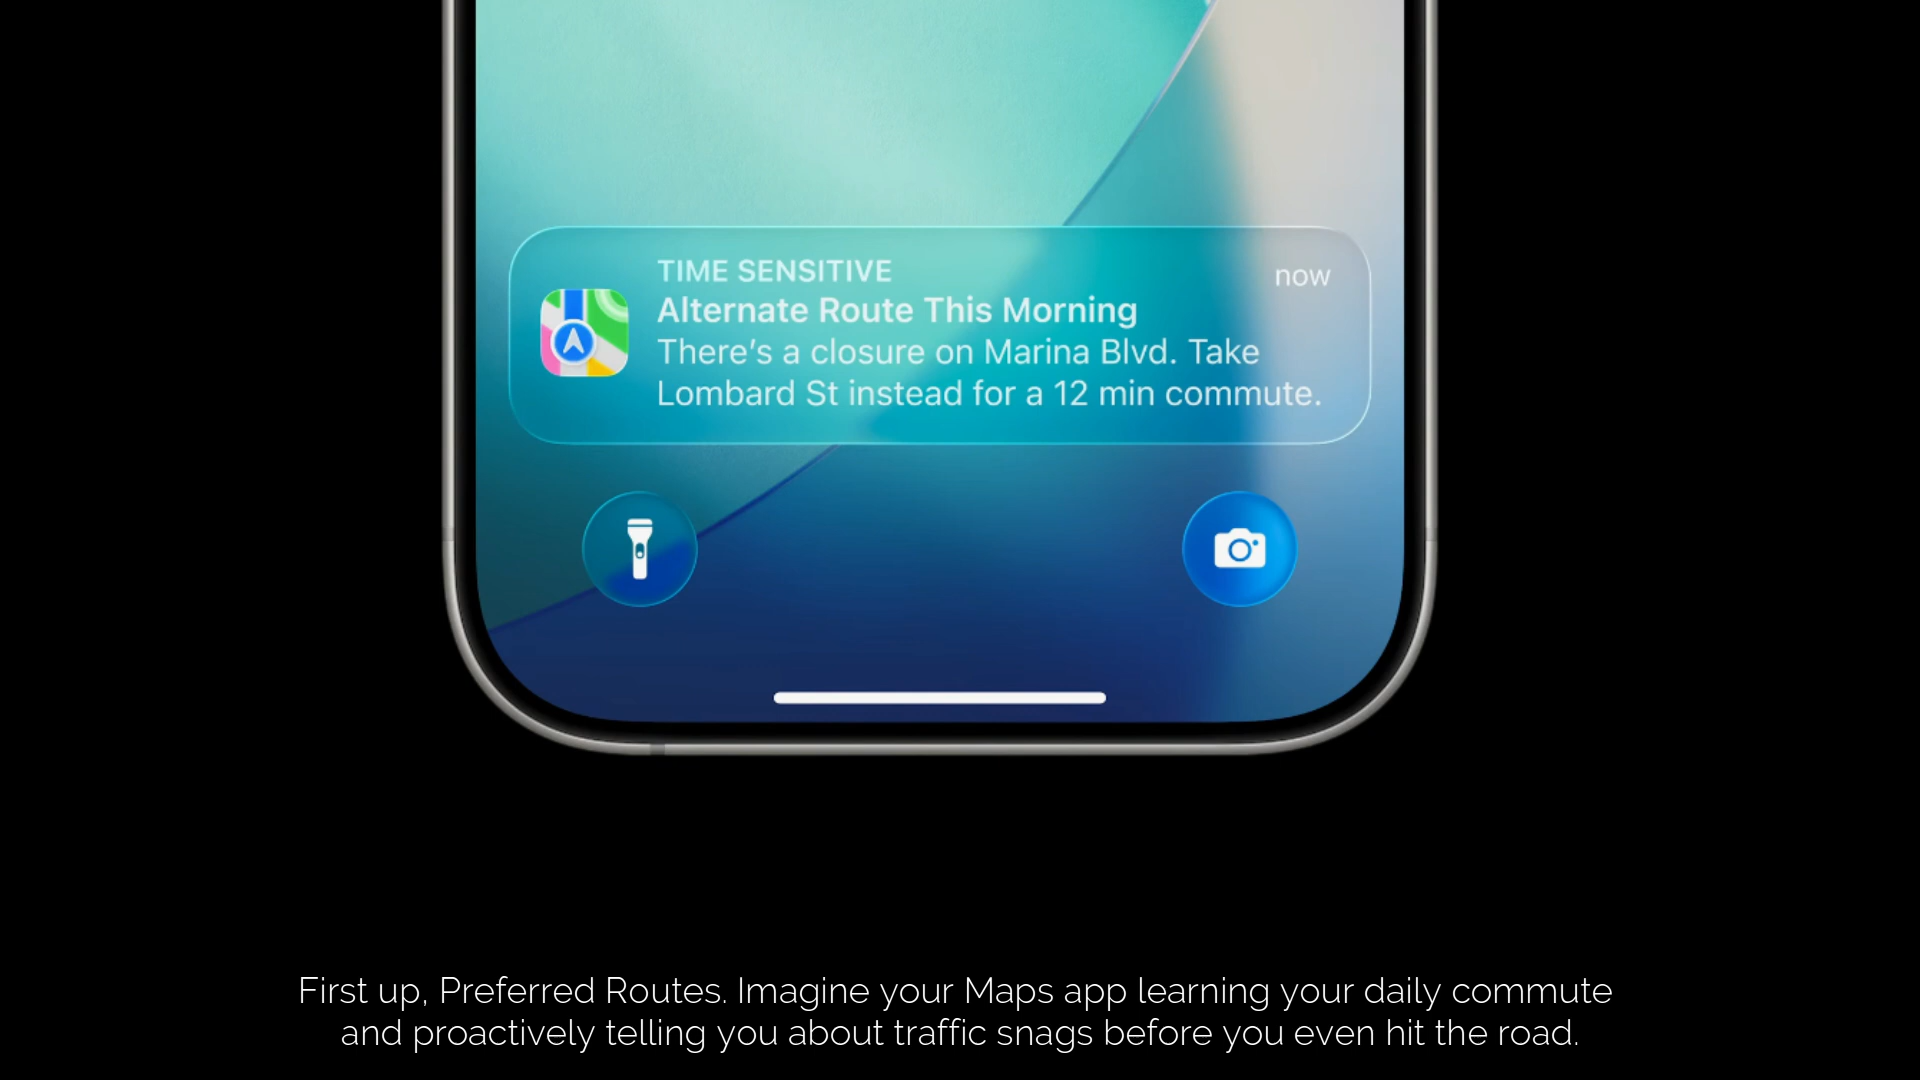 TIME SENSITIVE
now
Alternate Route This Morning
There's a closure on Marina Blvd. Take
Lombard St instead for a 12 min commute.
First up, Preferred Routes. Imagine your Maps app learning your daily commute
and proactively telling you about traffic snags before you even hit the road.